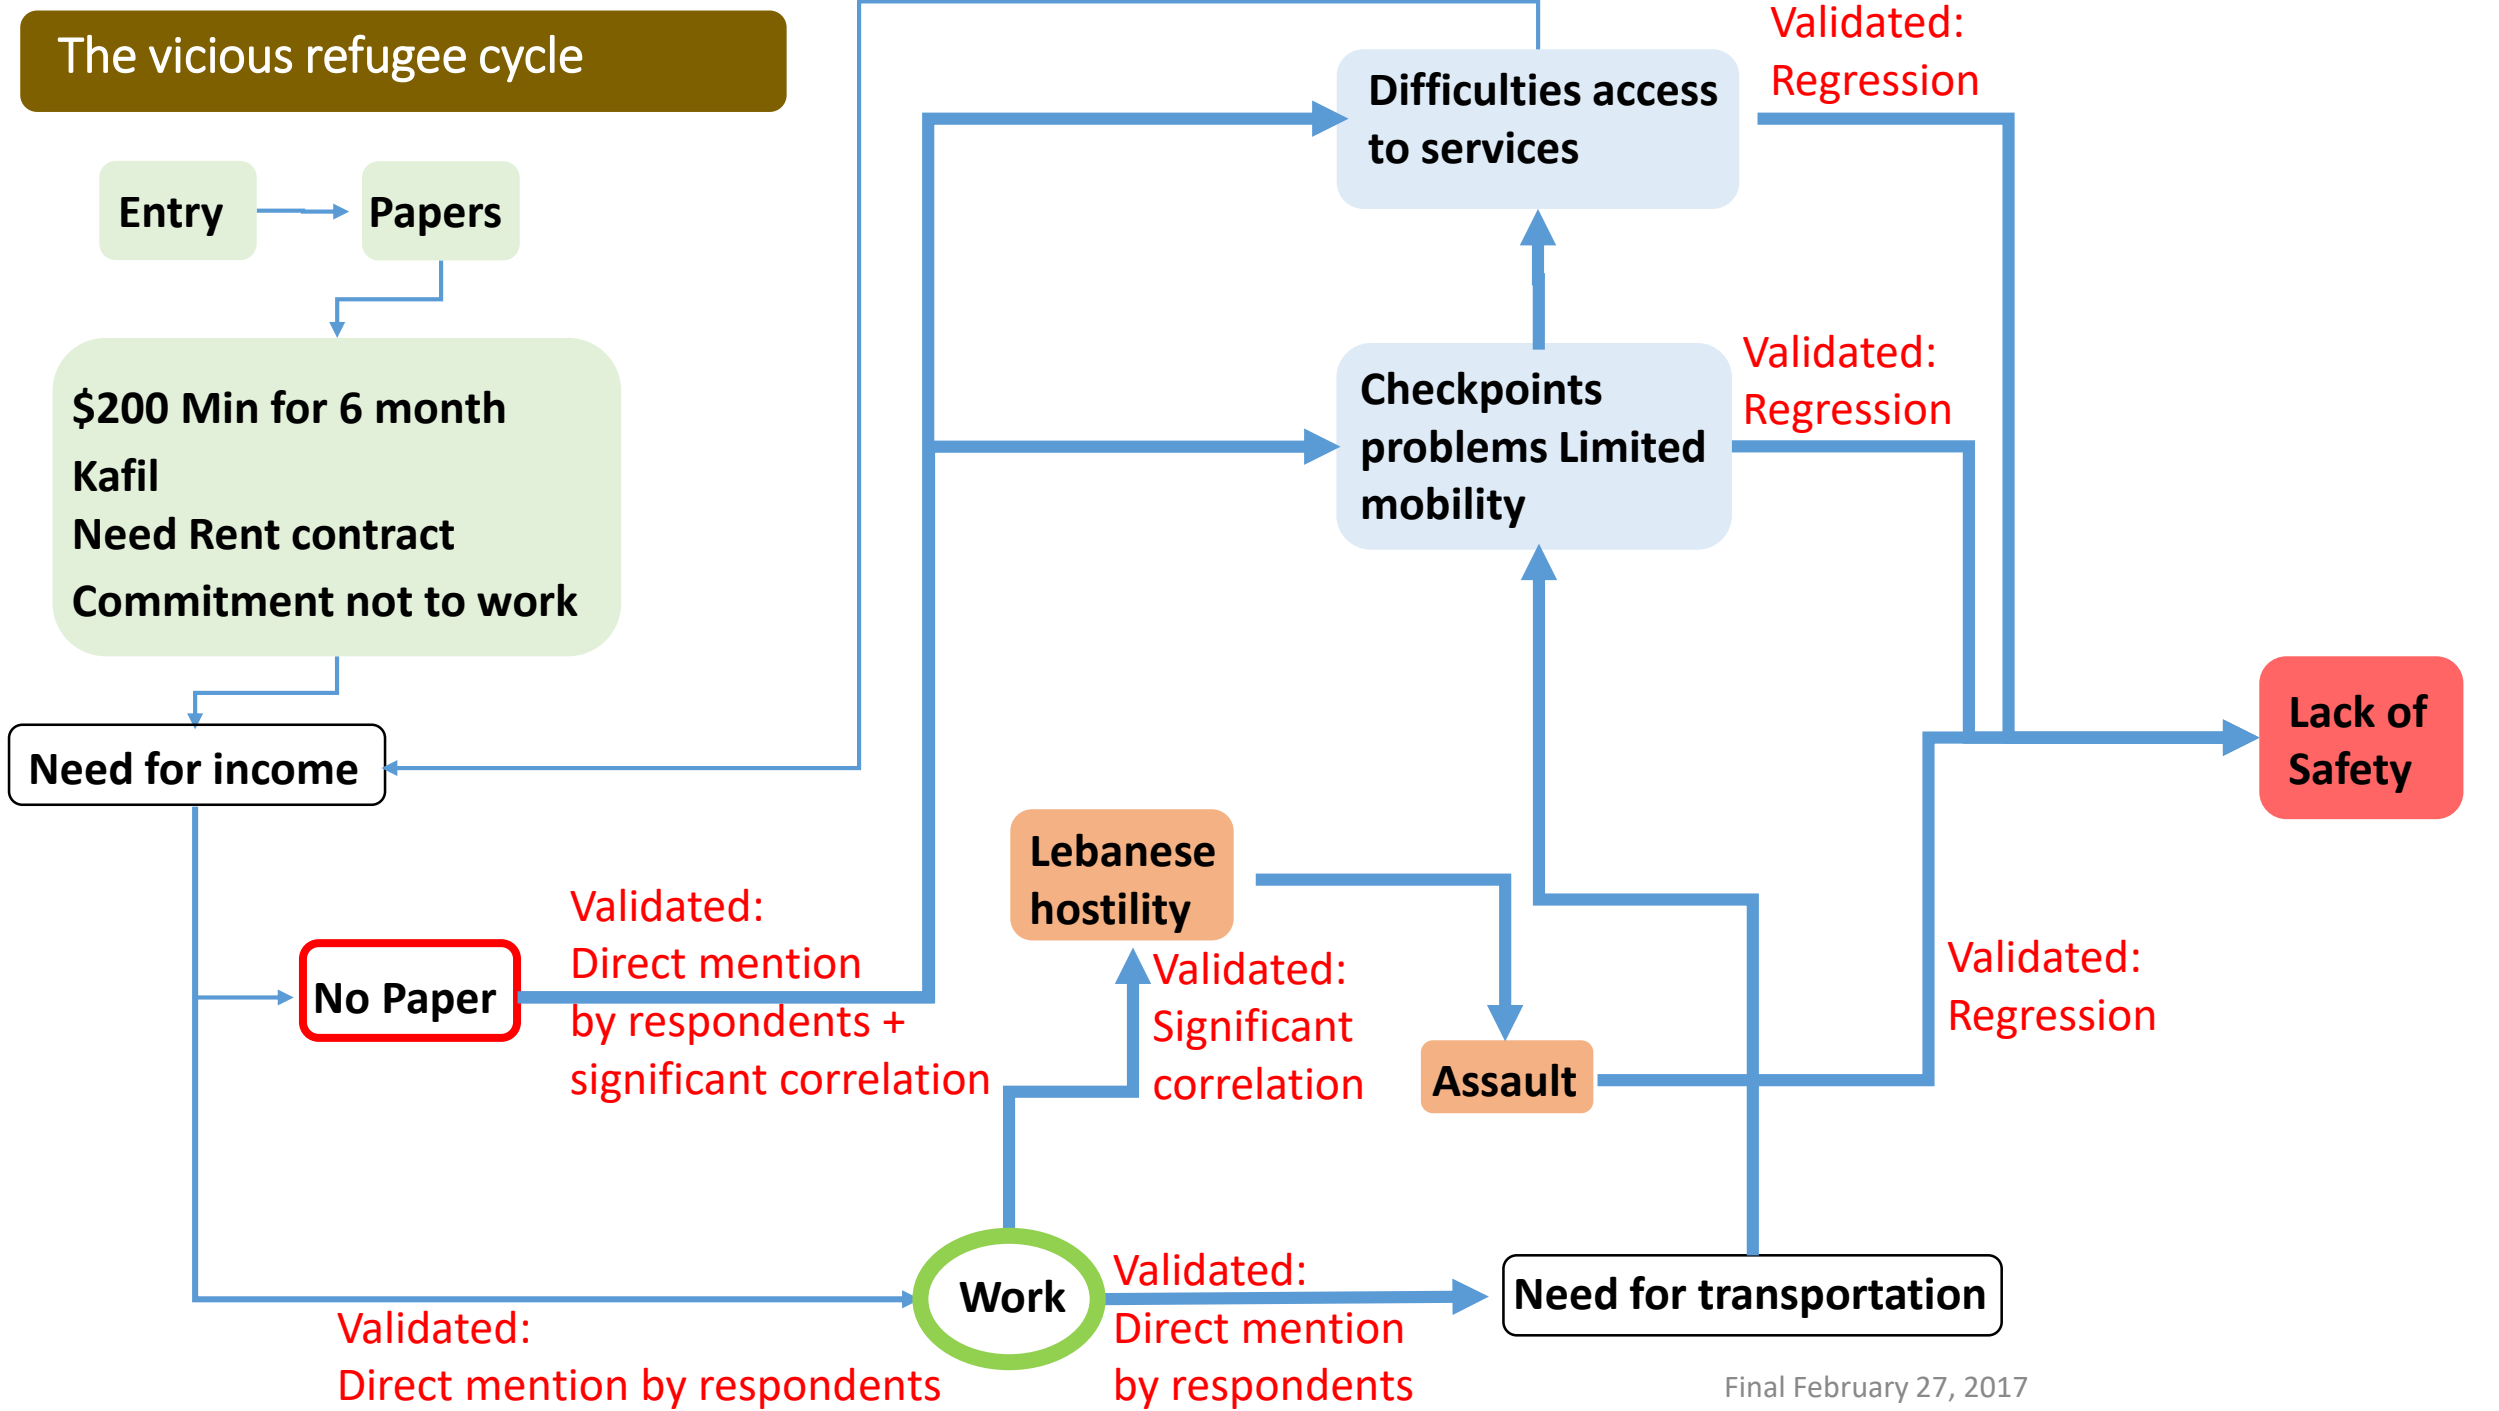 The vicious refugee cycle
Entry
Papers
$200 Min for 6 month
Kafil
Need Rent contract
Commitment not to work
Need for income
No Paper
Validated:
Direct mention
by respondents +
significant correlation
Validated:
Direct mention by respondents
Work
Validated:
Direct mention
by respondents
Need for transportation
Lebanese
hostility
Validated:
Significant
correlation
Assault
Validated:
Regression
Difficulties access
to services
Validated:
Regression
Checkpoints
problems Limited
mobility
Validated:
Regression
Lack of
Safety
Final February 27, 2017